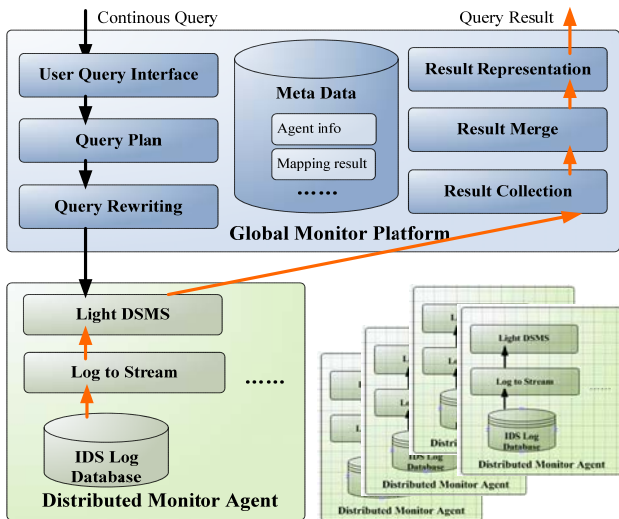 Continous Query
Query Result
User Query Interface
Query Plan
Query Rewriting
Meta Data
Agent info
Mapping result
……
Result Representation
Result Merge
Result Collection
Global Monitor Platform
Light DSMS
Log to Stream
……
IDS Log
Database
Distributed Monitor Agent
Light DSMS
Log to Stream
……
IDS Log
Database
Distributed Monitor Agent
Distributed Monitor Agent
Distributed Monitor Agent